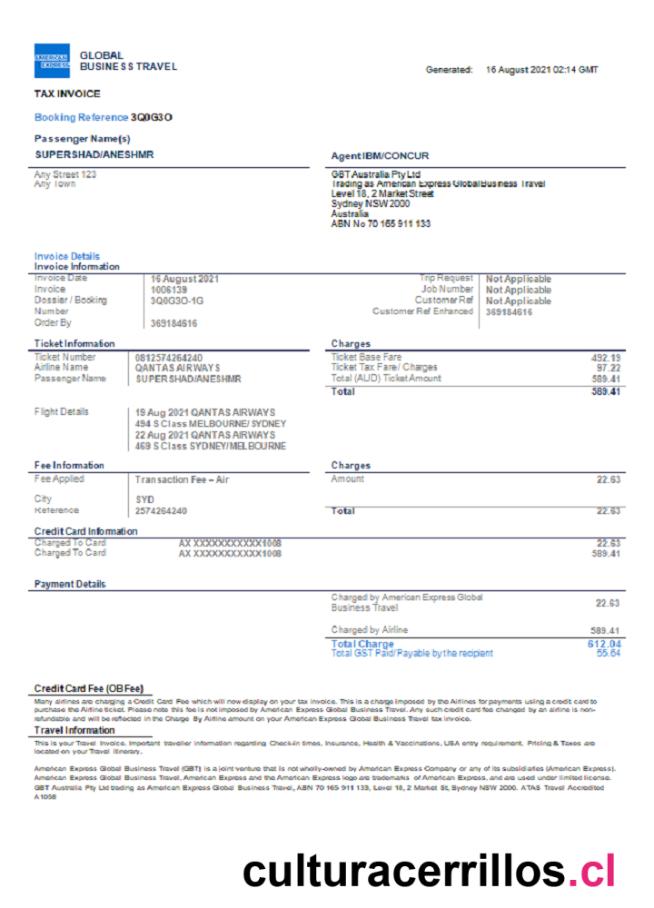 AMERICAN
EXPRESS
GLOBAL
BUSINESS TRAVEL
Generated: 16 August 2021 02:14 GMT
TAX INVOICE
Booking Reference 3Q0G3O
Passenger Name(s)
SUPERSHAD/ANESHMR
Agent IBM/CONCUR
Any Street 123
Any Town
GBT Australia Pty Ltd
Trading as American Express Global Business Travel
Level 18, 2 Market Street
Sydney NSW 2000
Australia
ABN No 70 165 911 133
Invoice Details
Invoice Information
Invoice Date 16 August 2021 Trip Request Not Applicable
Invoice 1006139 Job Number Not Applicable
Dossier / Booking 3Q0G3O-1G Customer Ref Not Applicable
Number Customer Ref Enhanced 369184616
Order By 369184616
Ticket Information Charges
Ticket Number 0812574264240 Ticket Base Fare 492.19
Airline Name QANTAS AIRWAYS Ticket Tax Fare/ Charges 97.22
Passenger Name SUPERSHAD/ANESHMR Total (AUD) Ticket Amount 589.41
Total 589.41
Flight Details 19 Aug 2021 QANTAS AIRWAYS
494 S Class MELBOURNE/ SYDNEY
22 Aug 2021 QANTAS AIRWAYS
469 S Class SYDNEY/MELBOURNE
Fee Information Charges
Fee Applied Transaction Fee – Air Amount 22.63
City SYD
Reference 2574264240 Total 22.63
Credit Card Information
Charged To Card AX XXXXXXXXXXX1008 22.63
Charged To Card AX XXXXXXXXXXX1008 589.41
Payment Details
Charged by American Express Global
Business Travel 22.63
Charged by Airline 589.41
Total Charge 612.04
Total GST Paid/Payable by the recipient 55.64
Credit Card Fee (OB Fee)
Many airlines are charging a Credit Card Fee which will now display on your tax invoice. This is a charge imposed by the Airlines for payments using a credit card to
purchase the Airline ticket. Please note this fee is not imposed by American Express Global Business Travel. Any such credit card fee changed by an airline is non-
refundable and will be reflected in the Charge By Airline amount on your American Express Global Business Travel tax invoice.
Travel Information
This is your Travel Invoice. Important traveller information regarding Check-in times, Insurance, Health & Vaccinations, USA entry requirement, Pricing & Taxes are
located on your Travel Itinerary.
American Express Global Business Travel (GBT) is a joint venture that is not wholly-owned by American Express Company or any of its subsidiaries (American Express).
American Express Global Business Travel, American Express and the American Express logo are trademarks of American Express, and are used under limited license.
GBT Australia Pty Ltd trading as American Express Global Business Travel, ABN 70 165 911 133, Level 18, 2 Market St, Sydney NSW 2000. ATAS Travel Accredited
A1058
culturacerrillos.cl